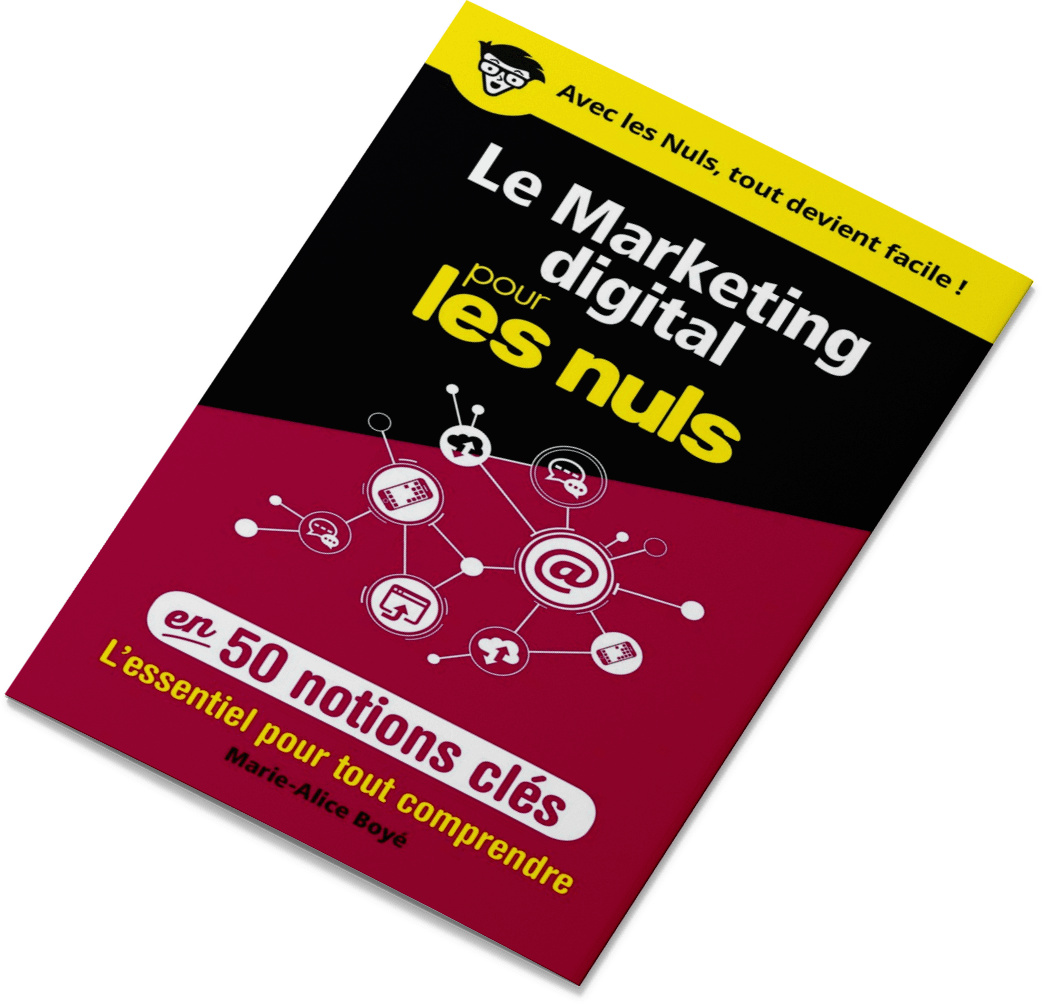 Avec les Nuls, tout devient facile !
Le Marketing
digital
pour
les nuls
@
en 50 notions clés
L'essentiel pour tout comprendre
Marie-Alice Boyé